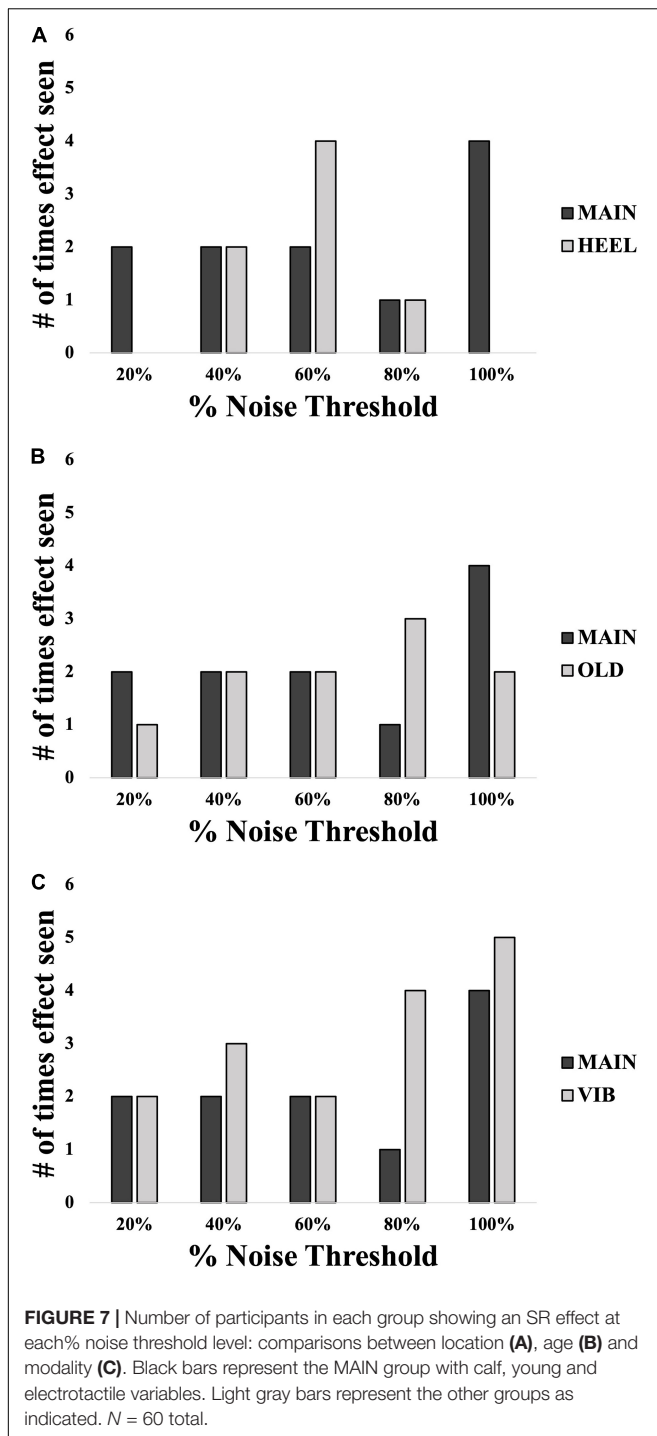 A
6
5
4
3
2
1
0
# of times effect seen
20% 40% 60% 80% 100%
% Noise Threshold
MAIN
HEEL
B
6
5
4
3
2
1
0
# of times effect seen
20% 40% 60% 80% 100%
% Noise Threshold
MAIN
OLD
C
6
5
4
3
2
1
0
# of times effect seen
20% 40% 60% 80% 100%
% Noise Threshold
MAIN
VIB
FIGURE 7 | Number of participants in each group showing an SR effect at
each% noise threshold level: comparisons between location (A), age (B) and
modality (C). Black bars represent the MAIN group with calf, young and
electrotactile variables. Light gray bars represent the other groups as
indicated. N = 60 total.